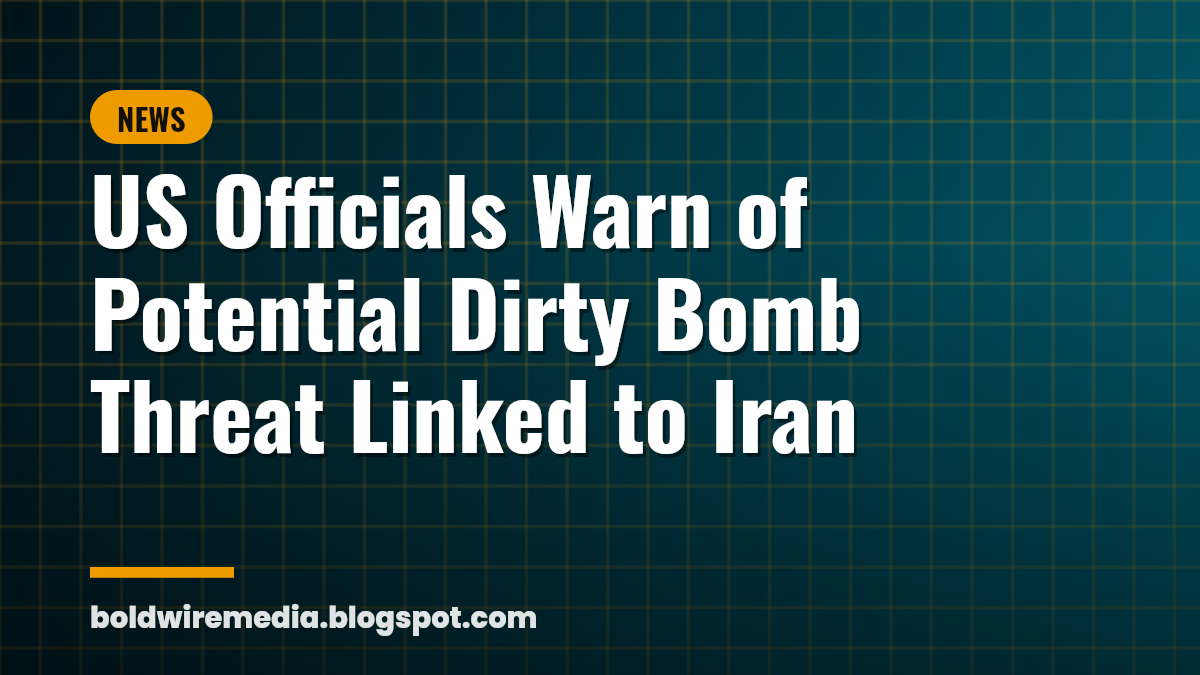 NEWS
US Officials Warn of
Potential Dirty Bomb
Threat Linked to Iran
boldwiremedia.blogspot.com